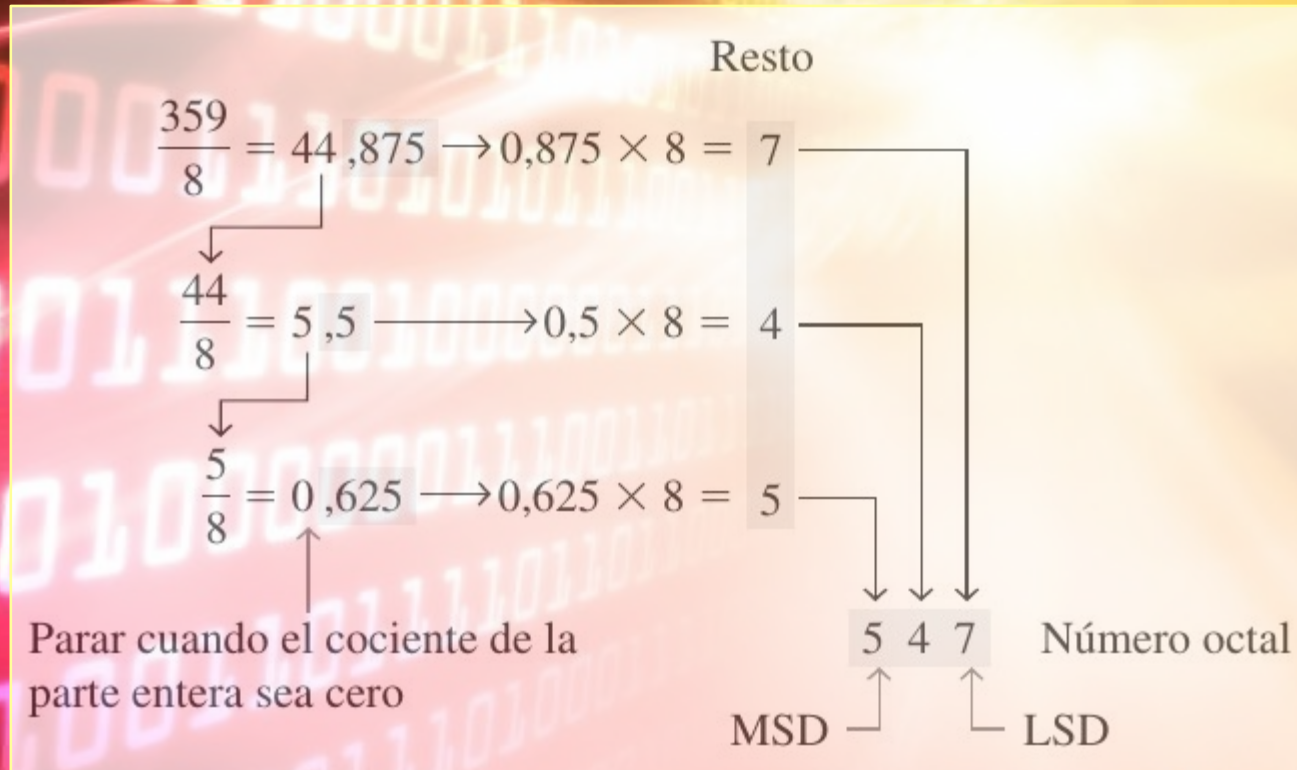 Resto
359/8 = 44,875 → 0,875 × 8 = 7
44/8 = 5,5 → 0,5 × 8 = 4
5/8 = 0,625 → 0,625 × 8 = 5
Parar cuando el cociente de la
parte entera sea cero
5 4 7 Número octal
MSD LSD